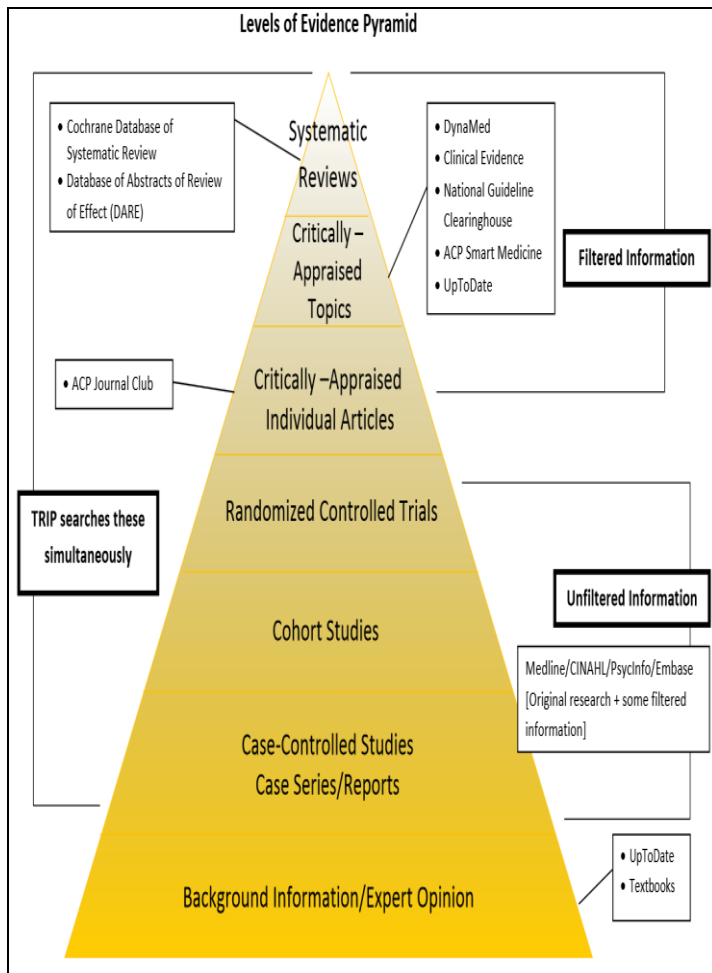 Levels of Evidence Pyramid
• Cochrane Database of
Systematic Review
• Database of Abstracts of Review
of Effect (DARE)
Systematic
Reviews
• DynaMed
• Clinical Evidence
• National Guideline
Clearinghouse
• ACP Smart Medicine
• UpToDate
Critically –
Appraised
Topics
Filtered Information
• ACP Journal Club
Critically –Appraised
Individual Articles
Randomized Controlled Trials
TRIP searches these
simultaneously
Unfiltered Information
Cohort Studies
Medline/CINAHL/PsycInfo/Embase
[Original research + some filtered
information]
Case-Controlled Studies
Case Series/Reports
• UpToDate
• Textbooks
Background Information/Expert Opinion